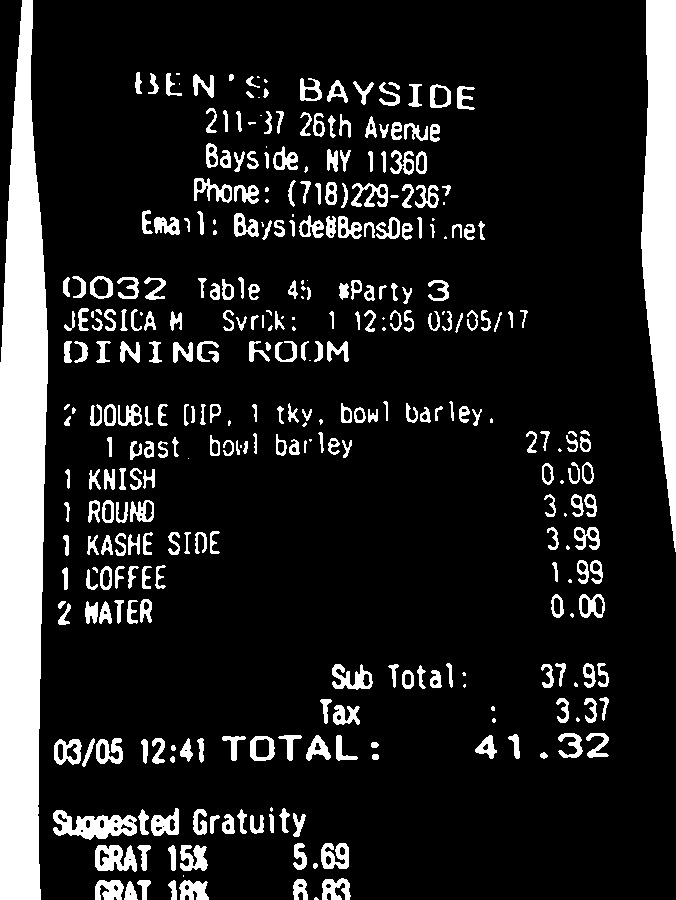 BEN'S BAYSIDE
211-37 26th Avenue
Bayside, NY 11360
Phone: (718)229-2367
Email: Bayside@BensDeli.net
0032 Table 45 #Party 3
JESSICA M SvrCk: 1 12:05 03/05/17
DINING ROOM
2 DOUBLE DIP, 1 tky, bowl barley,
1 past. bowl barley 27.98
1 KNISH 0.00
1 ROUND 3.99
1 KASHE SIDE 3.99
1 COFFEE 1.99
2 WATER 0.00
Sub Total: 37.95
Tax : 3.37
03/05 12:41 TOTAL: 41.32
Suggested Gratuity
GRAT 15% 5.69
GRAT 18% 6.83